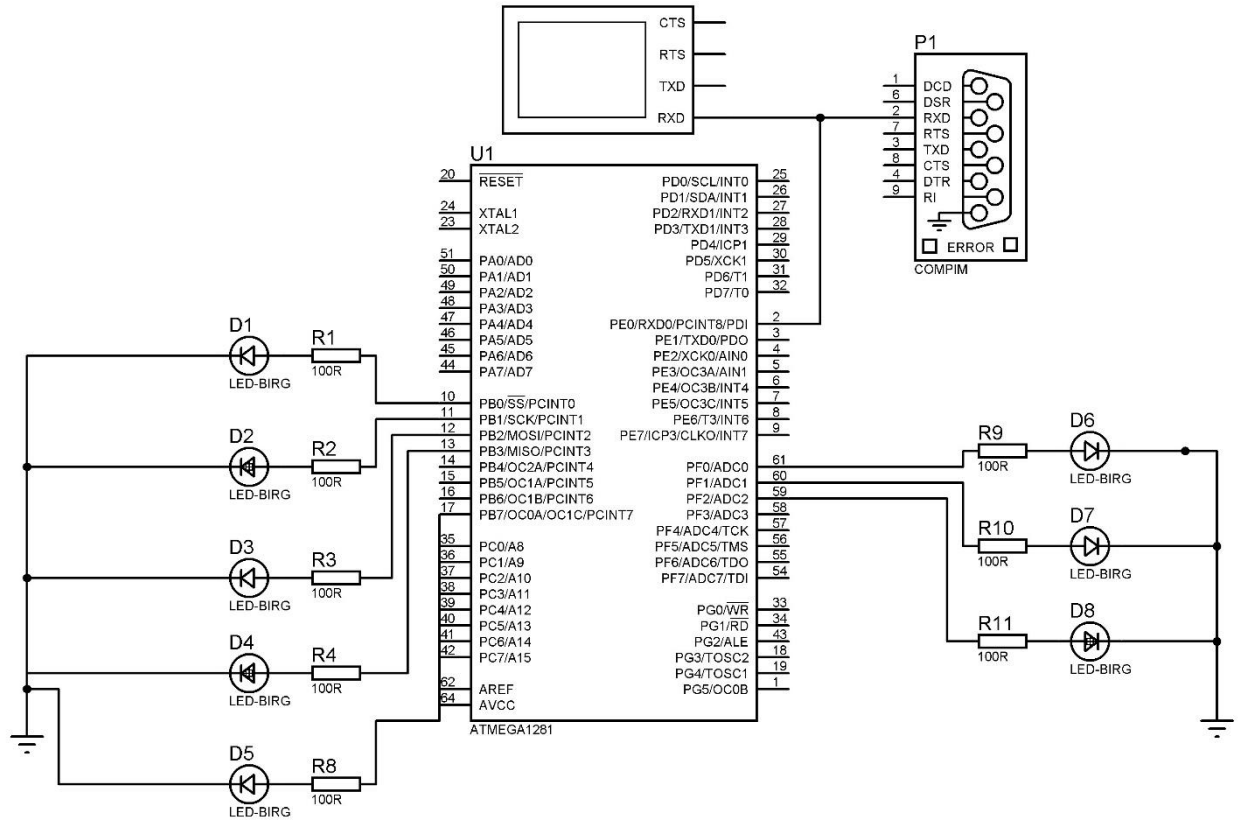 CTS
RTS
TXD
RXD
P1
1 DCD
6 DSR
2 RXD
7 RTS
3 TXD
8 CTS
4 DTR
9 RI
ERROR
COMPIM
U1
20 RESET
24 XTAL1
23 XTAL2
51 PA0/AD0
50 PA1/AD1
49 PA2/AD2
48 PA3/AD3
47 PA4/AD4
46 PA5/AD5
45 PA6/AD6
44 PA7/AD7
10 PB0/SS/PCINT0
11 PB1/SCK/PCINT1
12 PB2/MOSI/PCINT2
13 PB3/MISO/PCINT3
14 PB4/OC2A/PCINT4
15 PB5/OC1A/PCINT5
16 PB6/OC1B/PCINT6
17 PB7/OC0A/OC1C/PCINT7
35 PC0/A8
36 PC1/A9
37 PC2/A10
38 PC3/A11
39 PC4/A12
40 PC5/A13
41 PC6/A14
42 PC7/A15
62 AREF
64 AVCC
PD0/SCL/INT0 25
PD1/SDA/INT1 26
PD2/RXD1/INT2 27
PD3/TXD1/INT3 28
PD4/ICP1 29
PD5/XCK1 30
PD6/T1 31
PD7/T0 32
PE0/RXD0/PCINT8/PDI 2
PE1/TXD0/PDO 3
PE2/XCK0/AIN0 4
PE3/OC3A/AIN1 5
PE4/OC3B/INT4 6
PE5/OC3C/INT5 7
PE6/T3/INT6 8
PE7/ICP3/CLKO/INT7 9
PF0/ADC0 61
PF1/ADC1 60
PF2/ADC2 59
PF3/ADC3 58
PF4/ADC4/TCK 57
PF5/ADC5/TMS 56
PF6/ADC6/TDO 55
PF7/ADC7/TDI 54
PG0/WR 33
PG1/RD 34
PG2/ALE 43
PG3/TOSC2 18
PG4/TOSC1 19
PG5/OC0B 1
ATMEGA1281
D1
LED-BIRG
R1
100R
D2
LED-BIRG
R2
100R
D3
LED-BIRG
R3
100R
D4
LED-BIRG
R4
100R
D5
LED-BIRG
R8
100R
R9
100R
D6
LED-BIRG
R10
100R
D7
LED-BIRG
R11
100R
D8
LED-BIRG